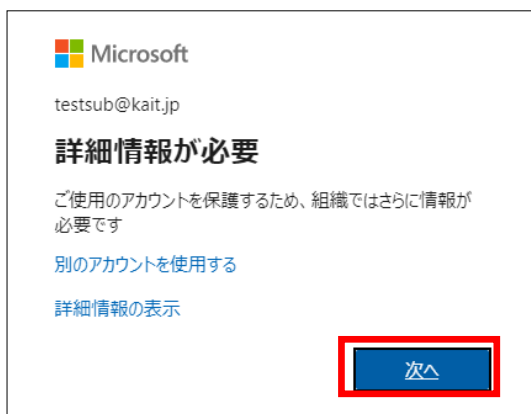 Microsoft
testsub@kait.jp
詳細情報が必要
ご使用のアカウントを保護するため、組織ではさらに情報が
必要です
別のアカウントを使用する
詳細情報の表示
次へ